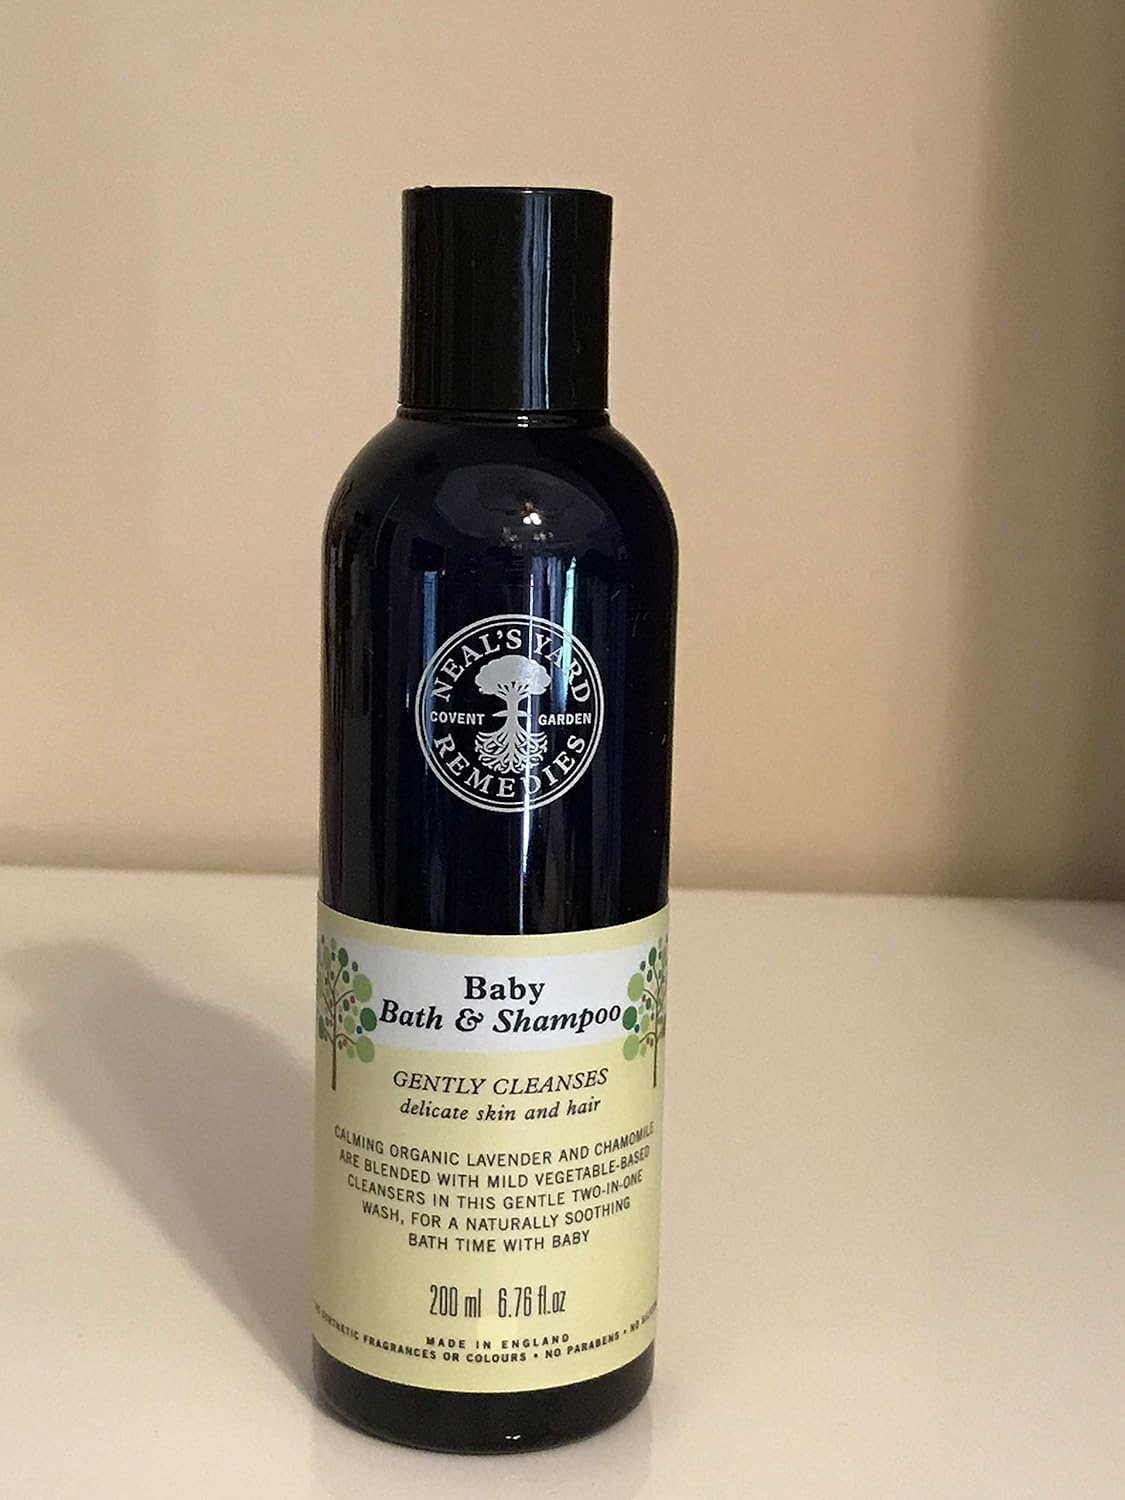 NEAL'S YARD
COVENT GARDEN
REMEDIES
Baby
Bath & Shampoo
GENTLY CLEANSES
delicate skin and hair
CALMING ORGANIC LAVENDER AND CHAMOMILE
ARE BLENDED WITH MILD VEGETABLE-BASED
CLEANSERS IN THIS GENTLE TWO-IN-ONE
WASH, FOR A NATURALLY SOOTHING
BATH TIME WITH BABY
200 ml 6.76 fl.oz
MADE IN ENGLAND
SYNTHETIC FRAGRANCES OR COLOURS • NO PARABENS • NO